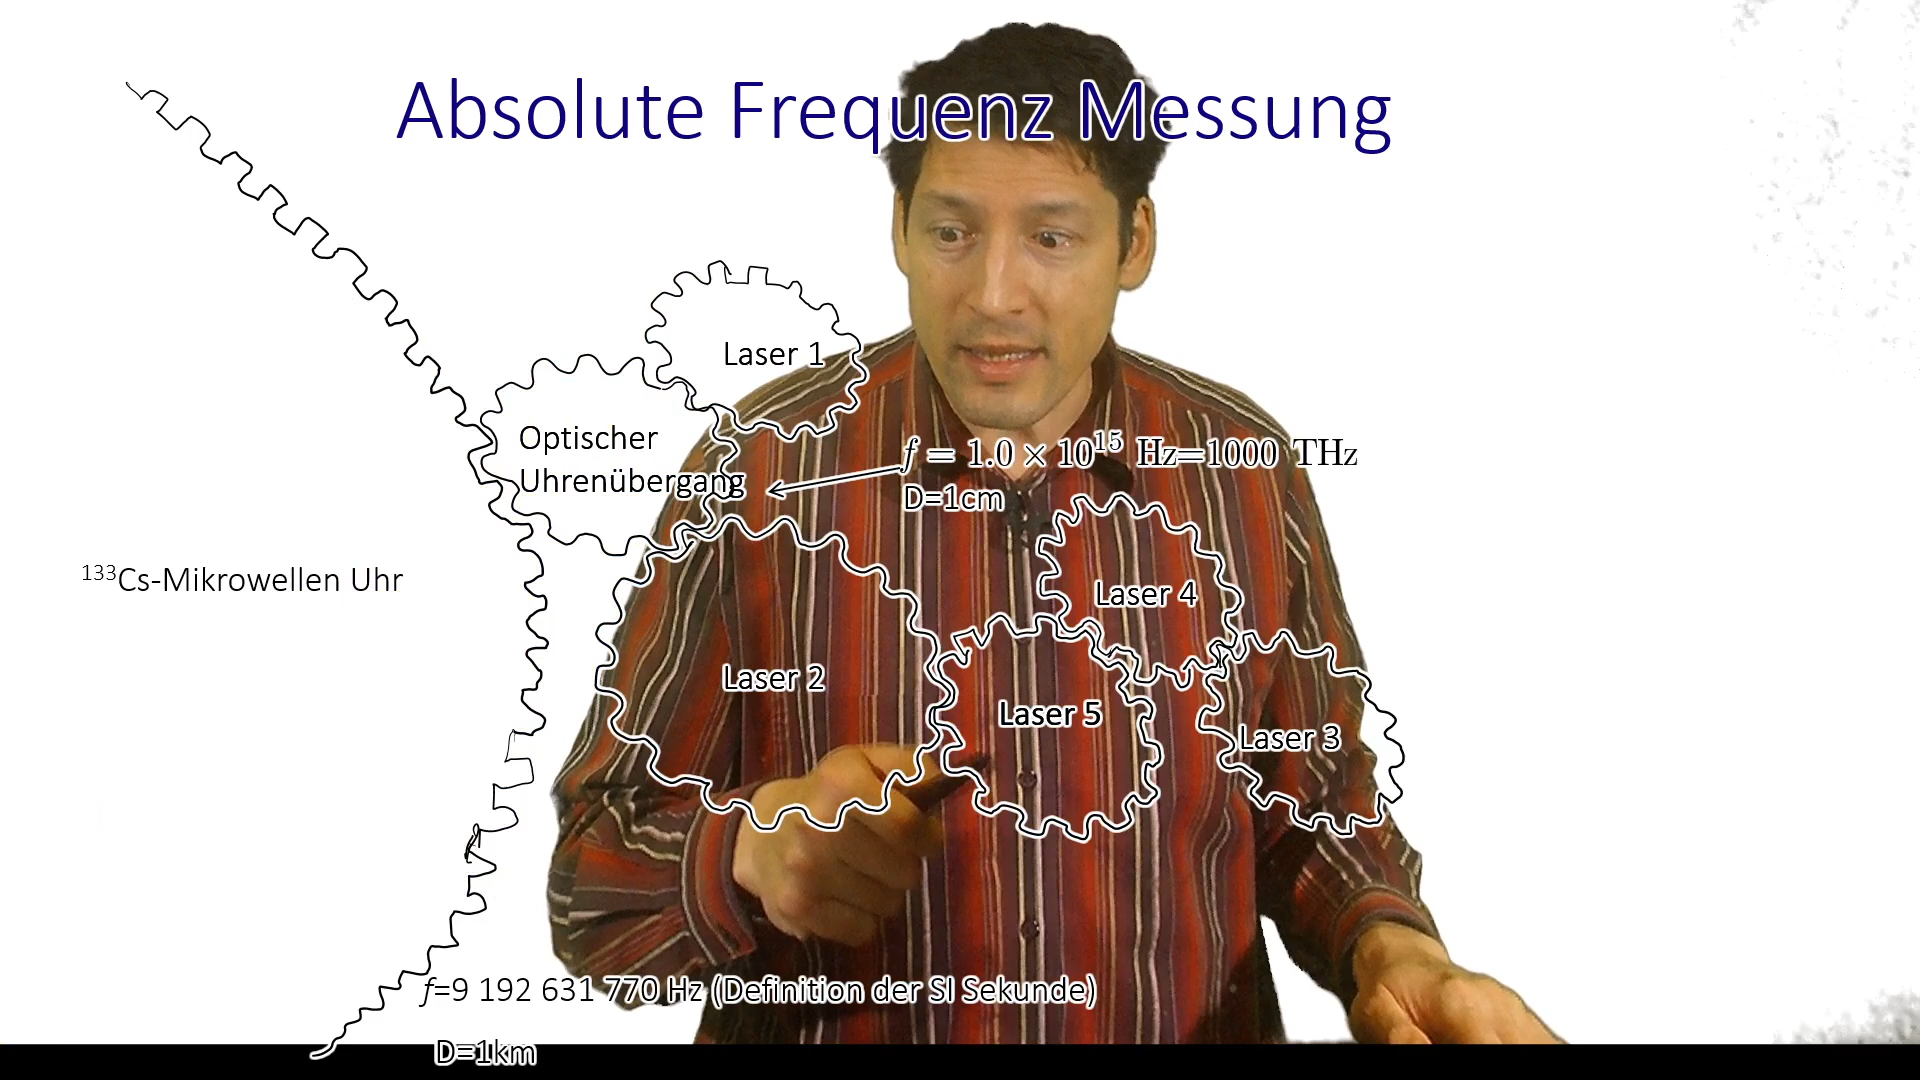 Absolute Frequenz Messung
Laser 1
Optischer
Uhrenübergang
f = 1.0 × 10¹⁵ Hz=1000 THz
D=1cm
¹³³Cs-Mikrowellen Uhr
Laser 4
Laser 2
Laser 5
Laser 3
f=9 192 631 770 Hz (Definition der SI Sekunde)
D=1km